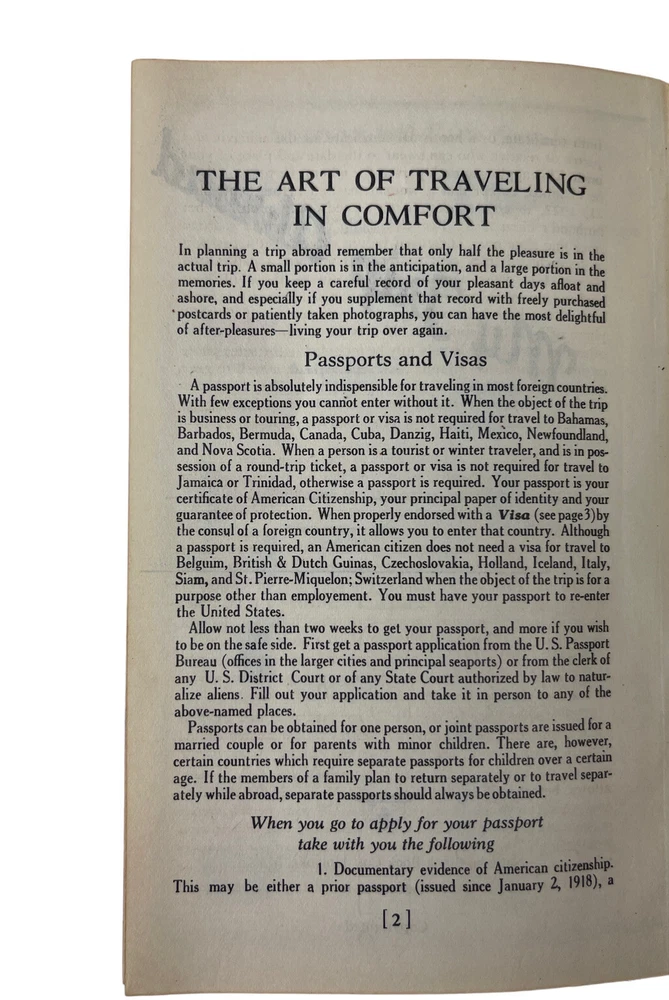 THE ART OF TRAVELING
IN COMFORT
In planning a trip abroad remember that only half the pleasure is in the
actual trip. A small portion is in the anticipation, and a large portion in the
memories. If you keep a careful record of your pleasant days afloat and
ashore, and especially if you supplement that record with freely purchased
postcards or patiently taken photographs, you can have the most delightful
of after-pleasures—living your trip over again.
Passports and Visas
A passport is absolutely indispensible for traveling in most foreign countries.
With few exceptions you cannot enter without it. When the object of the trip
is business or touring, a passport or visa is not required for travel to Bahamas,
Barbados, Bermuda, Canada, Cuba, Danzig, Haiti, Mexico, Newfoundland,
and Nova Scotia. When a person is a tourist or winter traveler, and is in pos-
session of a round-trip ticket, a passport or visa is not required for travel to
Jamaica or Trinidad, otherwise a passport is required. Your passport is your
certificate of American Citizenship, your principal paper of identity and your
guarantee of protection. When properly endorsed with a Visa (see page 3) by
the consul of a foreign country, it allows you to enter that country. Although
a passport is required, an American citizen does not need a visa for travel to
Belguim, British & Dutch Guinas, Czechoslovakia, Holland, Iceland, Italy,
Siam, and St. Pierre-Miquelon; Switzerland when the object of the trip is for a
purpose other than employement. You must have your passport to re-enter
the United States.
Allow not less than two weeks to get your passport, and more if you wish
to be on the safe side. First get a passport application from the U. S. Passport
Bureau (offices in the larger cities and principal seaports) or from the clerk of
any U. S. District Court or of any State Court authorized by law to natur-
alize aliens. Fill out your application and take it in person to any of the
above-named places.
Passports can be obtained for one person, or joint passports are issued for a
married couple or for parents with minor children. There are, however,
certain countries which require separate passports for children over a certain
age. If the members of a family plan to return separately or to travel separ-
ately while abroad, separate passports should always be obtained.
When you go to apply for your passport
take with you the following
1. Documentary evidence of American citizenship.
This may be either a prior passport (issued since January 2, 1918), a
[2]